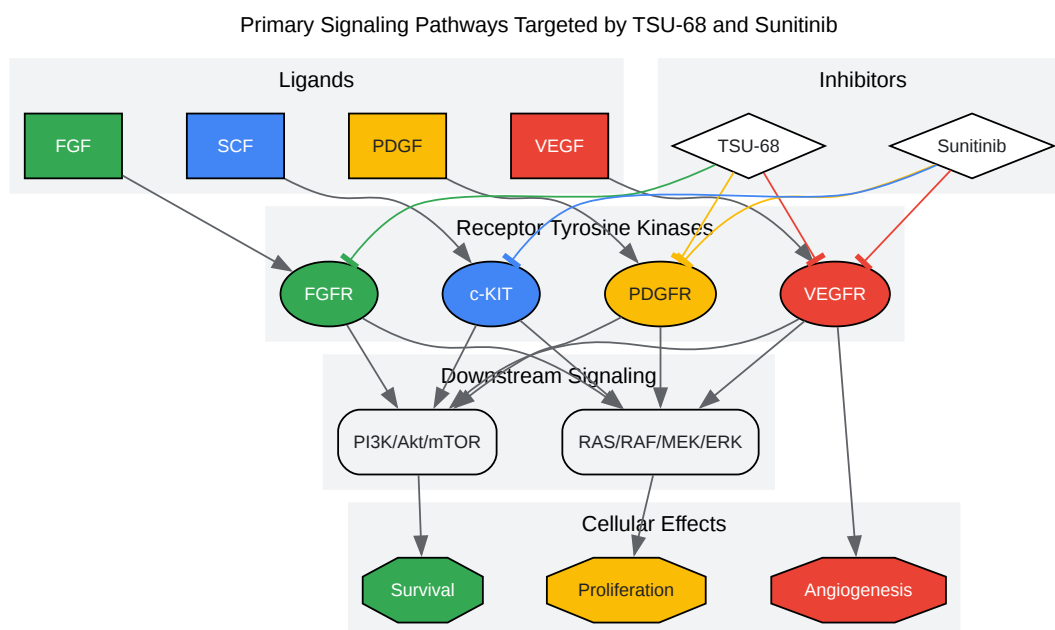 Primary Signaling Pathways Targeted by TSU-68 and Sunitinib
Ligands
Inhibitors
FGF
SCF
PDGF
VEGF
TSU-68
Sunitinib
Receptor Tyrosine Kinases
FGFR
c-KIT
PDGFR
VEGFR
Downstream Signaling
PI3K/Akt/mTOR
RAS/RAF/MEK/ERK
Cellular Effects
Survival
Proliferation
Angiogenesis